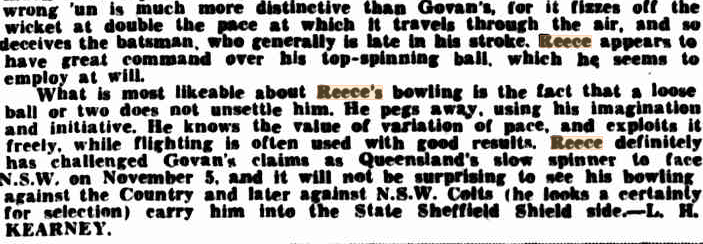 wrong 'un is much more distinctive than Govan's, for it fizzes off the
wicket at double the pace at which it travels through the air, and so
deceives the batsman, who generally is late in his stroke. Reece appears to
have great command over his top-spinning ball, which he seems to
employ at will.
What is most likeable about Reece's bowling is the fact that a loose
ball or two does not unsettle him. He pegs away, using his imagination
and initiative. He knows the value of variation of pace, and exploits it
freely, while flighting is often used with good results. Reece definitely
has challenged Govan's claims as Queensland's slow spinner to face
N.S.W. on November 5, and it will not be surprising to see his bowling
against the Country and later against N.S.W. Colts (he looks a certainty
for selection) carry him into the State Sheffield Shield side.—L. H.
KEARNEY.